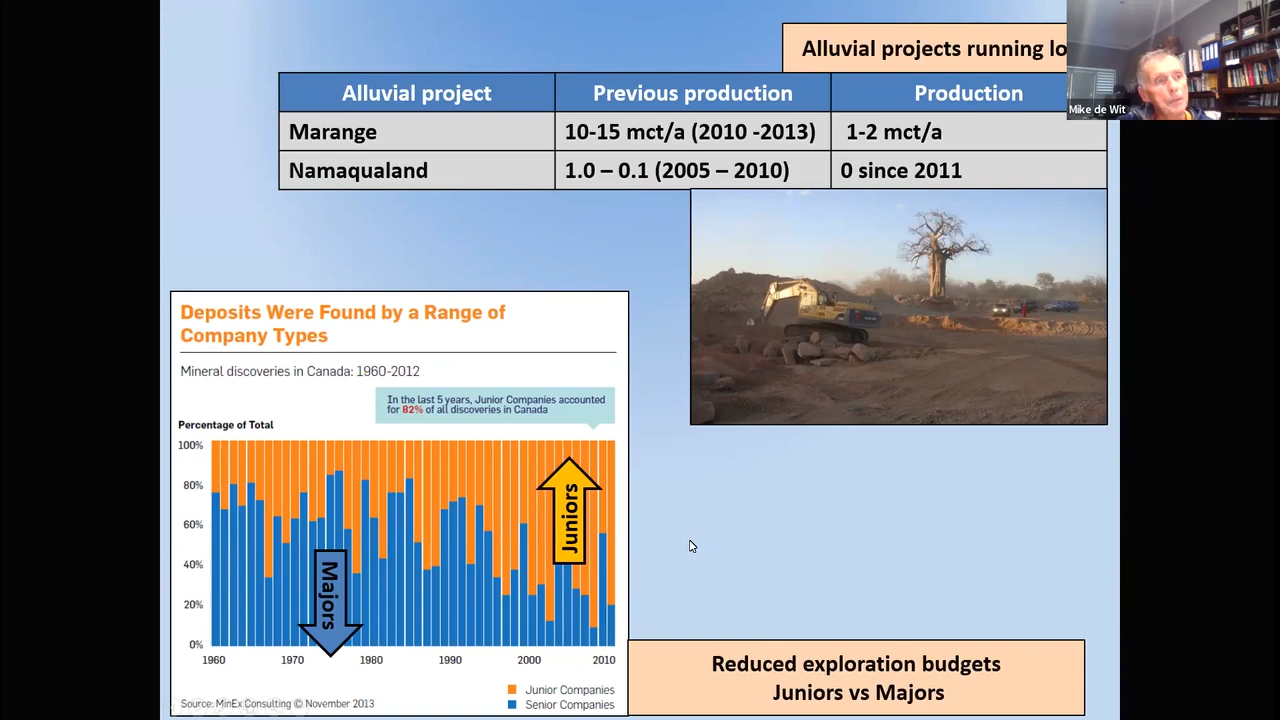 Alluvial projects running lo
Mike de Wit
Alluvial project Previous production Production
Marange 10-15 mct/a (2010 -2013) 1-2 mct/a
Namaqualand 1.0 – 0.1 (2005 – 2010) 0 since 2011
Deposits Were Found by a Range of
Company Types
Mineral discoveries in Canada: 1960-2012
In the last 5 years, Junior Companies accounted
for 82% of all discoveries in Canada
Percentage of Total
100%
80%
60%
40%
20%
0%
Majors
Juniors
1960 1970 1980 1990 2000 2010
Junior Companies
Senior Companies
Source: MinEx Consulting © November 2013
Reduced exploration budgets
Juniors vs Majors